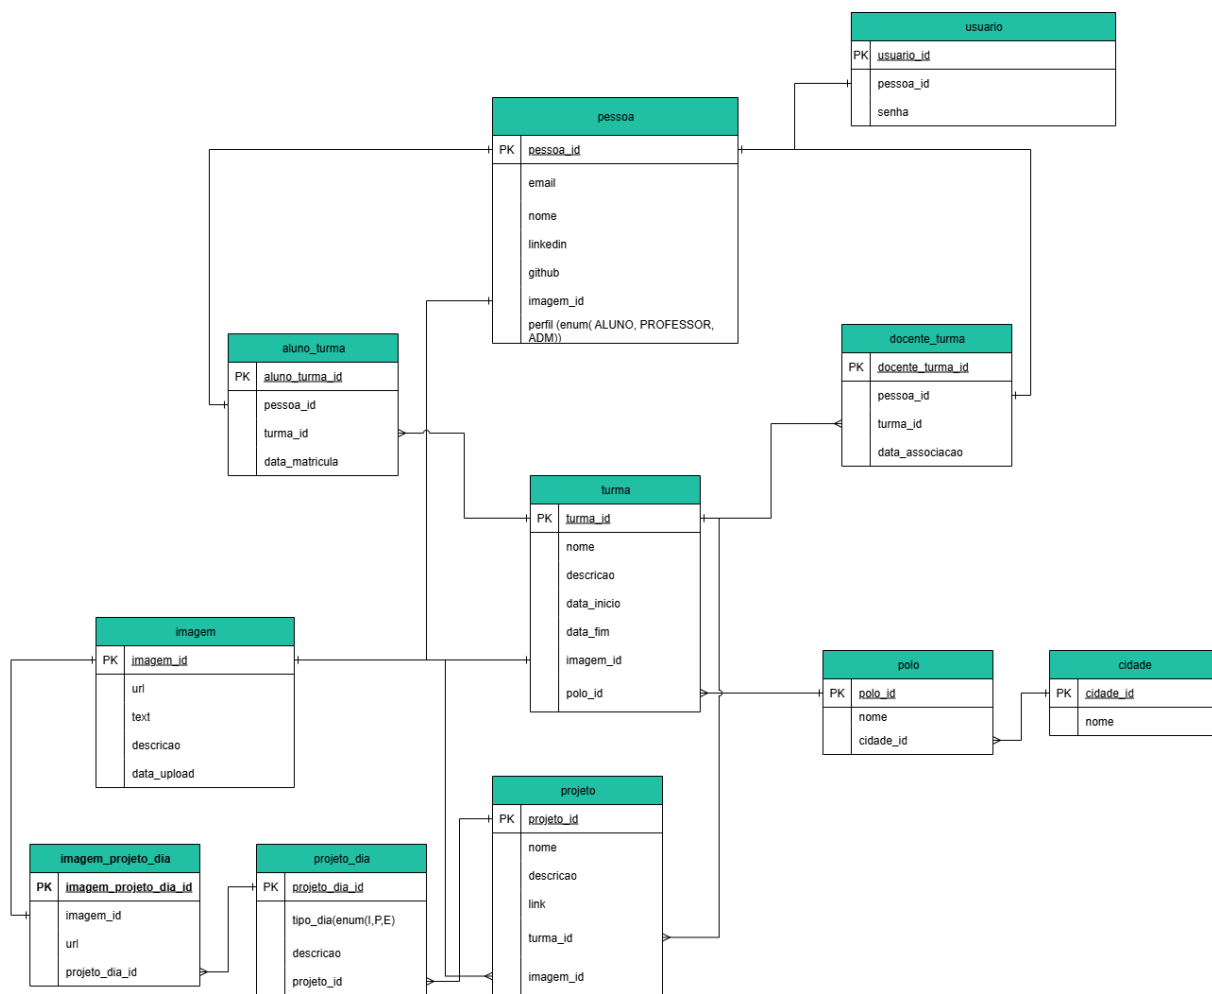 usuario
PK usuario_id
pessoa_id
senha
pessoa
PK pessoa_id
email
nome
linkedin
github
imagem_id
perfil (enum( ALUNO, PROFESSOR,
ADM))
aluno_turma
PK aluno_turma_id
pessoa_id
turma_id
data_matricula
docente_turma
PK docente_turma_id
pessoa_id
turma_id
data_associacao
turma
PK turma_id
nome
descricao
data_inicio
data_fim
imagem_id
polo_id
imagem
PK imagem_id
url
text
descricao
data_upload
polo
PK polo_id
nome
cidade_id
cidade
PK cidade_id
nome
projeto
PK projeto_id
nome
descricao
link
turma_id
imagem_id
imagem_projeto_dia
PK imagem_projeto_dia_id
imagem_id
url
projeto_dia_id
projeto_dia
PK projeto_dia_id
tipo_dia(enum(I,P,E)
descricao
projeto_id